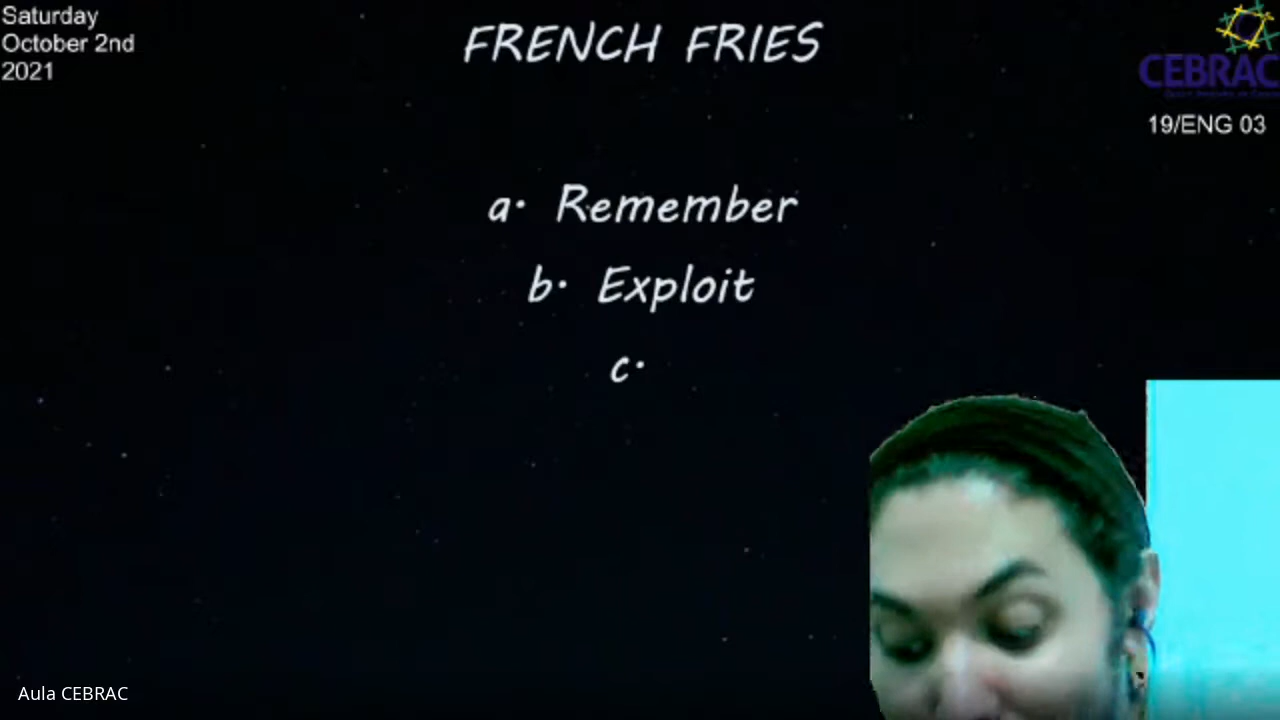 Saturday
October 2nd
2021
FRENCH FRIES
CEBRAC
19/ENG 03
a. Remember
b. Exploit
c.
Aula CEBRAC